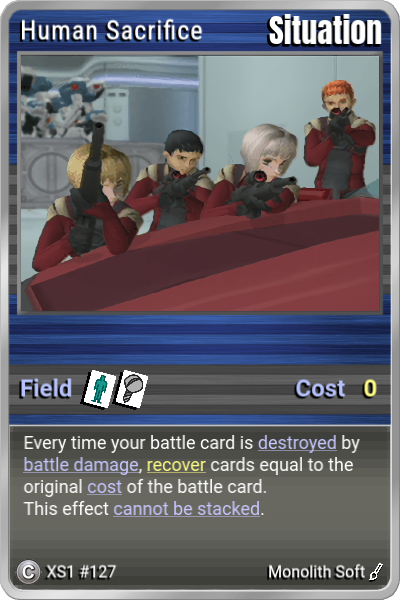 Human Sacrifice
Situation
Field
Cost 0
Every time your battle card is destroyed by
battle damage, recover cards equal to the
original cost of the battle card.
This effect cannot be stacked.
C XS1 #127
Monolith Soft